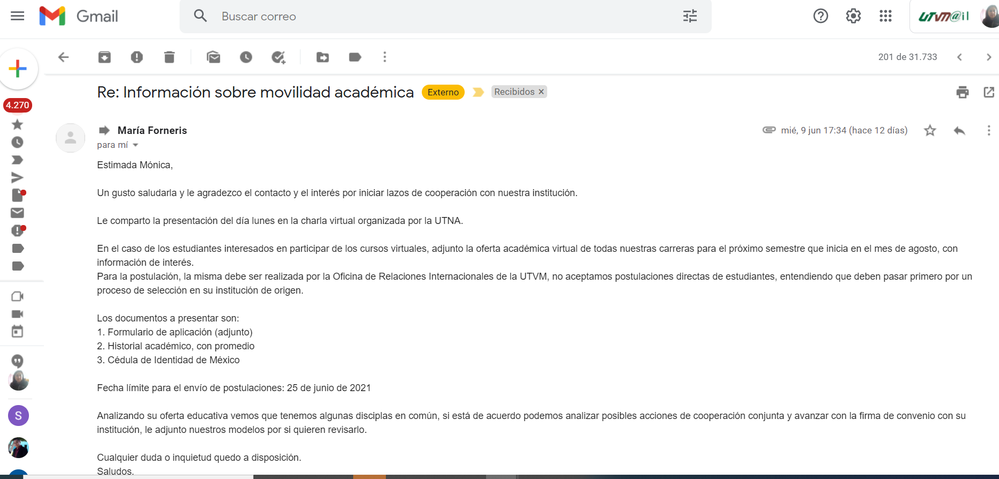 Gmail
Buscar correo
UTVM@il
201 de 31.733
Re: Información sobre movilidad académica
Externo
Recibidos ×
4.270
María Forneris
mié, 9 jun 17:34 (hace 12 días)
para mí
Estimada Mónica,
Un gusto saludarla y le agradezco el contacto y el interés por iniciar lazos de cooperación con nuestra institución.
Le comparto la presentación del día lunes en la charla virtual organizada por la UTNA.
En el caso de los estudiantes interesados en participar de los cursos virtuales, adjunto la oferta académica virtual de todas nuestras carreras para el próximo semestre que inicia en el mes de agosto, con
información de interés.
Para la postulación, la misma debe ser realizada por la Oficina de Relaciones Internacionales de la UTVM, no aceptamos postulaciones directas de estudiantes, entendiendo que deben pasar primero por un
proceso de selección en su institución de origen.
Los documentos a presentar son:
1. Formulario de aplicación (adjunto)
2. Historial académico, con promedio
3. Cédula de Identidad de México
Fecha límite para el envío de postulaciones: 25 de junio de 2021
S
Analizando su oferta educativa vemos que tenemos algunas disciplas en común, si está de acuerdo podemos analizar posibles acciones de cooperación conjunta y avanzar con la firma de convenio con su
institución, le adjunto nuestros modelos por si quieren revisarlo.
Cualquier duda o inquietud quedo a disposición.
Saludos.